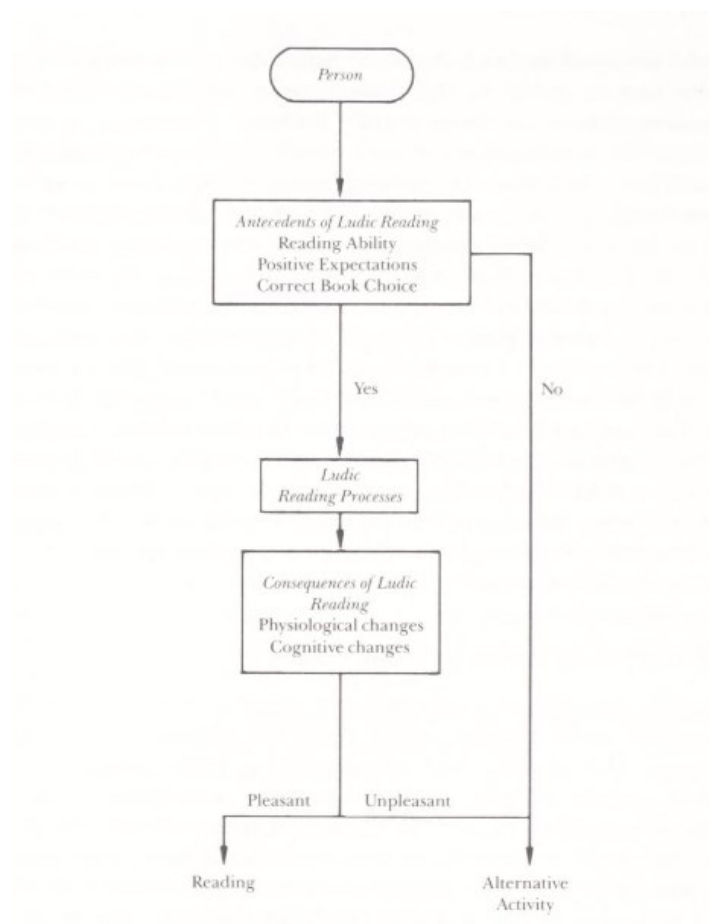 Person
Antecedents of Ludic Reading
Reading Ability
Positive Expectations
Correct Book Choice
Yes
No
Ludic
Reading Processes
Consequences of Ludic
Reading
Physiological changes
Cognitive changes
Pleasant
Unpleasant
Reading
Alternative
Activity